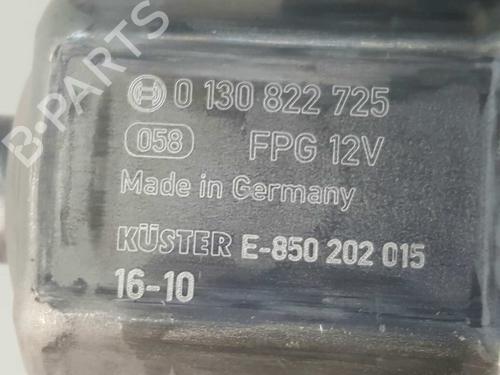 B-PARTS
0 130 822 725
058 FPG 12V
Made in Germany
KÜSTER E-850 202 015
16-10